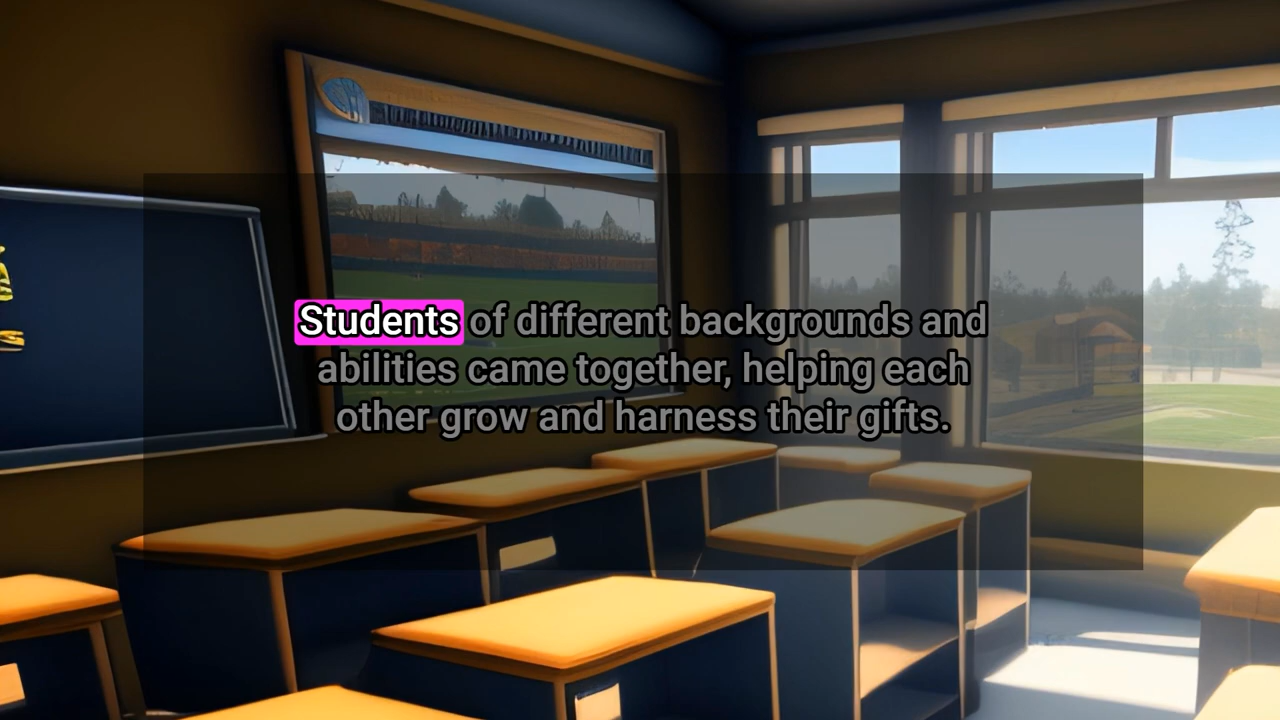 Students of different backgrounds and
abilities came together, helping each
other grow and harness their gifts.